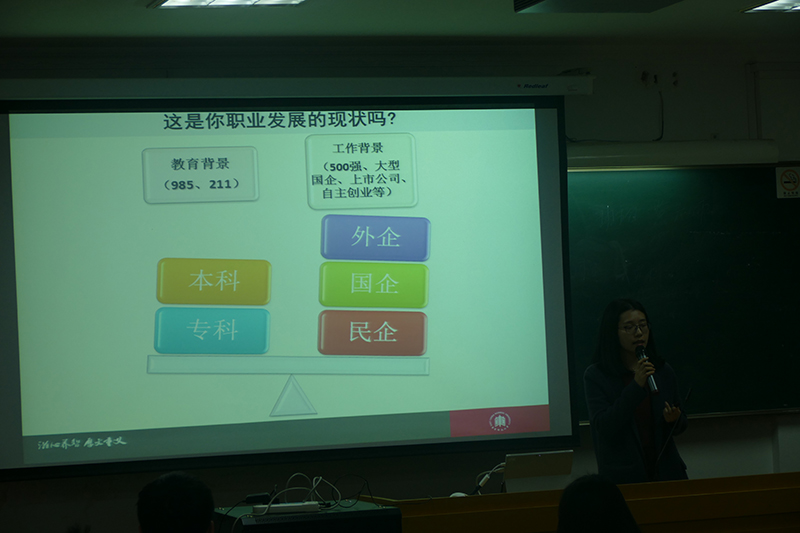 这是你职业发展的现状吗?
教育背景
（985、211）
工作背景
（500强、大型
国企、上市公司、
自主创业等）
外企
本科
国企
专科
民企